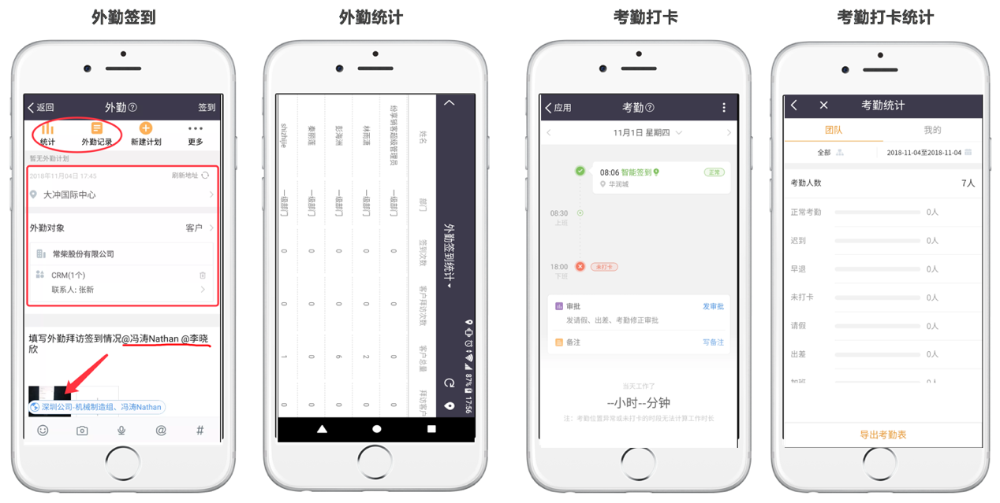 外勤签到
外勤统计
考勤打卡
考勤打卡统计
返回
外勤
签到
统计
外勤记录
新建计划
更多
暂无外勤计划
2018年11月04日 17:45
刷新地址
大冲国际中心
外勤对象
客户
常柴股份有限公司
CRM(1个)
联系人: 张新
填写外勤拜访签到情况@冯涛Nathan @李晓
欣
深圳公司-机械制造组、冯涛Nathan
@
#
87% 17:56
外勤签到统计
姓名 部门 签到次数 客户拜访次数 客户总量 拜访客户
纷享销客超级管理员 一级部门 0 0 0 0
林雨潇 一级部门 0 0 2 0
彭海洲 一级部门 0 0 6 0
秦丽莲 一级部门 0 0 0 0
shizhijie 一级部门 0 0 1 0
应用
考勤
11月1日 星期四
08:06 智能签到
正常
华润城
08:30
上班
18:00
未打卡
下班
审批
发审批
发请假、出差、考勤修正审批
备注
写备注
当天工作了
--小时--分钟
注：考勤位置异常或未打卡的时段无法计算工作时长
考勤统计
团队
我的
全部
2018-11-04至2018-11-04
考勤人数
7人
正常考勤
0人
迟到
0人
早退
0人
未打卡
0人
请假
0人
出差
0人
加班
0人
导出考勤表